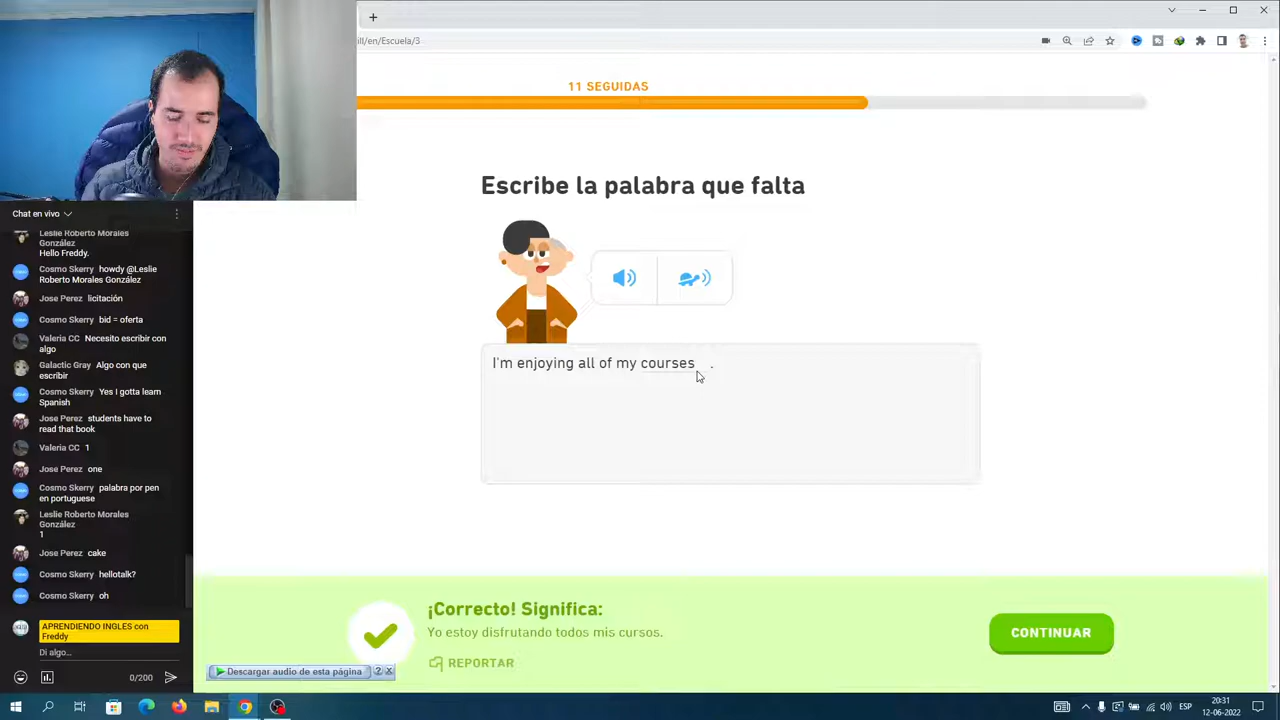 ill/en/Escuela/3
11 SEGUIDAS
Escribe la palabra que falta
I'm enjoying all of my courses .
¡Correcto! Significa:
Yo estoy disfrutando todos mis cursos.
REPORTAR
CONTINUAR
Chat en vivo
Leslie Roberto Morales
González
Hello Freddy.
Cosmo Skerry howdy @Leslie
Roberto Morales González
Jose Perez licitación
Cosmo Skerry bid = oferta
Valeria CC Necesito escribir con
algo
Galactic Gray Algo con que
escribir
Cosmo Skerry Yes I gotta learn
Spanish
Jose Perez students have to
read that book
Valeria CC 1
Jose Perez one
Cosmo Skerry palabra por pen
en portuguese
Leslie Roberto Morales
González
1
Jose Perez cake
Cosmo Skerry hellotalk?
Cosmo Skerry oh
APRENDIENDO INGLES con
Freddy
Di algo...
0/200
Descargar audio de esta página ?
ESP
20:31
12-06-2022